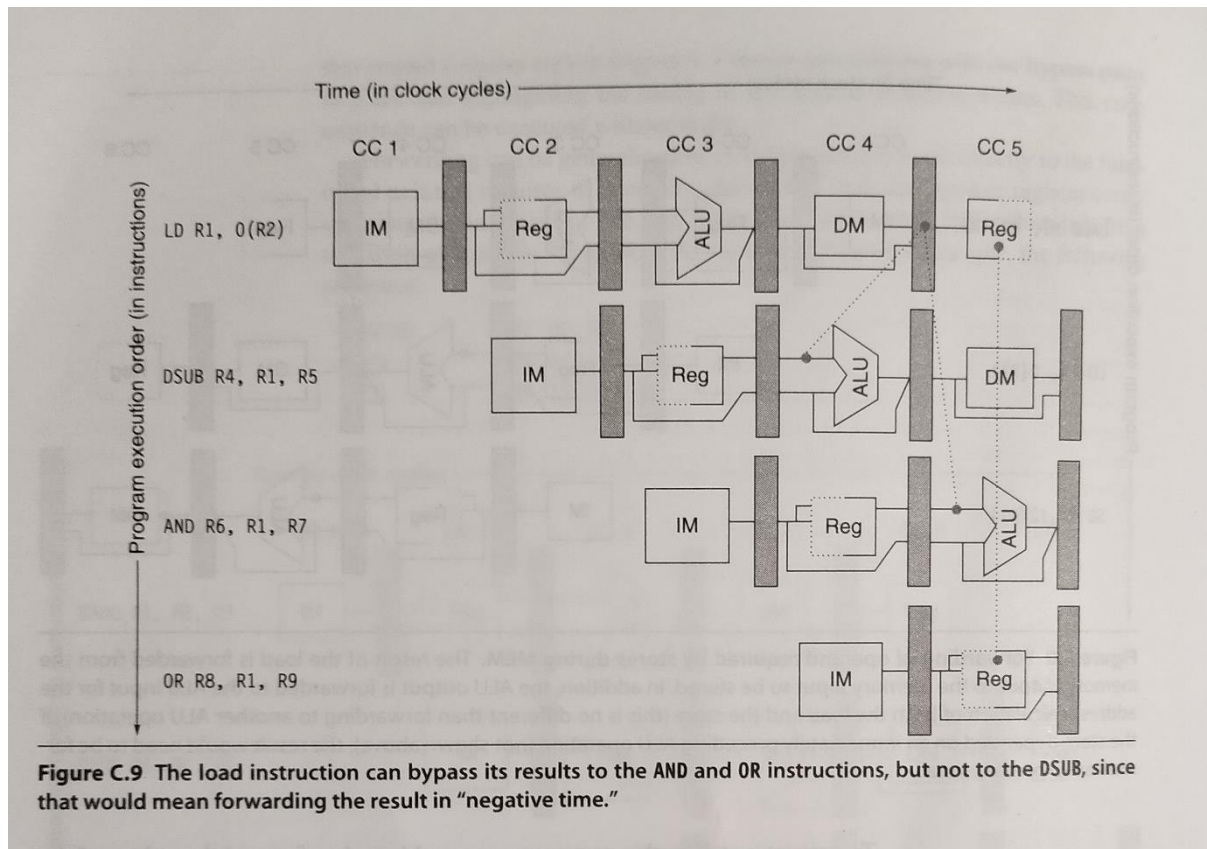 Time (in clock cycles)
CC 1 CC 2 CC 3 CC 4 CC 5
Program execution order (in instructions)
LD R1, 0(R2) IM Reg ALU DM Reg
DSUB R4, R1, R5 IM Reg ALU DM
AND R6, R1, R7 IM Reg ALU
OR R8, R1, R9 IM Reg
Figure C.9 The load instruction can bypass its results to the AND and OR instructions, but not to the DSUB, since
that would mean forwarding the result in “negative time.”